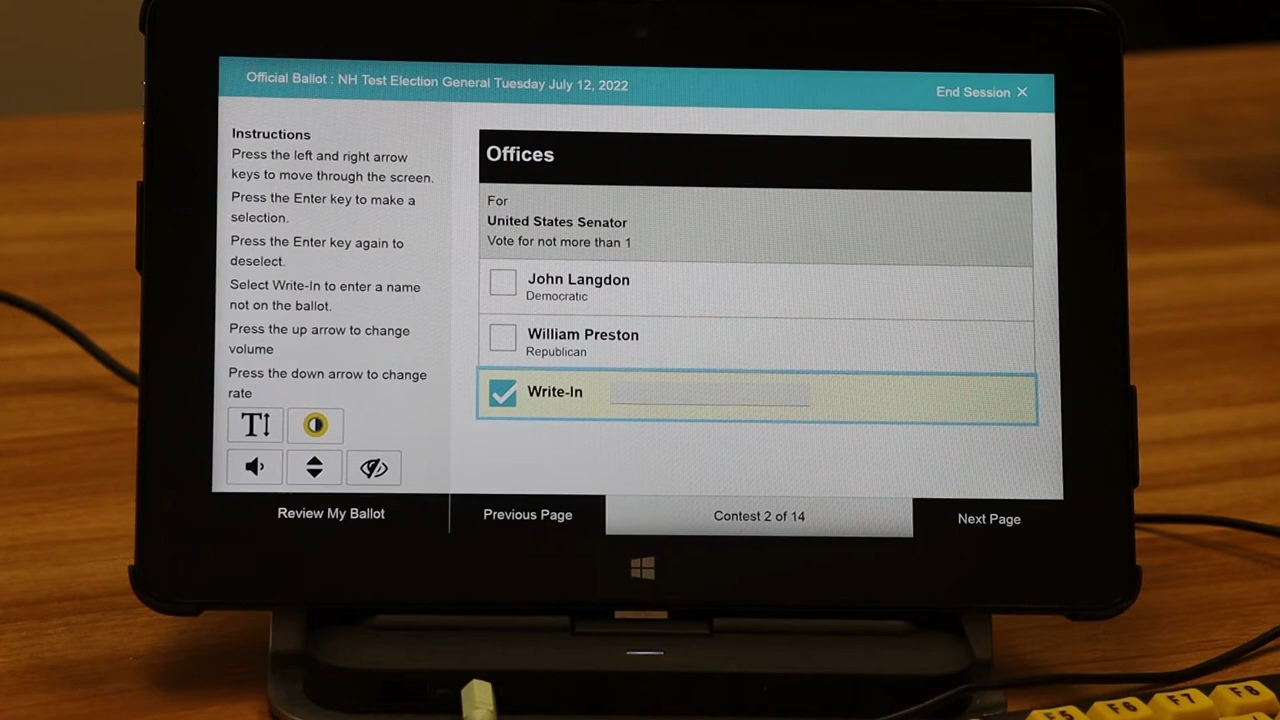 Official Ballot : NH Test Election General Tuesday July 12, 2022
End Session ×
Instructions
Press the left and right arrow
keys to move through the screen.
Press the Enter key to make a
selection.
Press the Enter key again to
deselect.
Select Write-In to enter a name
not on the ballot.
Press the up arrow to change
volume
Press the down arrow to change
rate
T
Offices
For
United States Senator
Vote for not more than 1
John Langdon
Democratic
William Preston
Republican
Write-In
Review My Ballot
Previous Page
Contest 2 of 14
Next Page
F5 F6 F7 F8